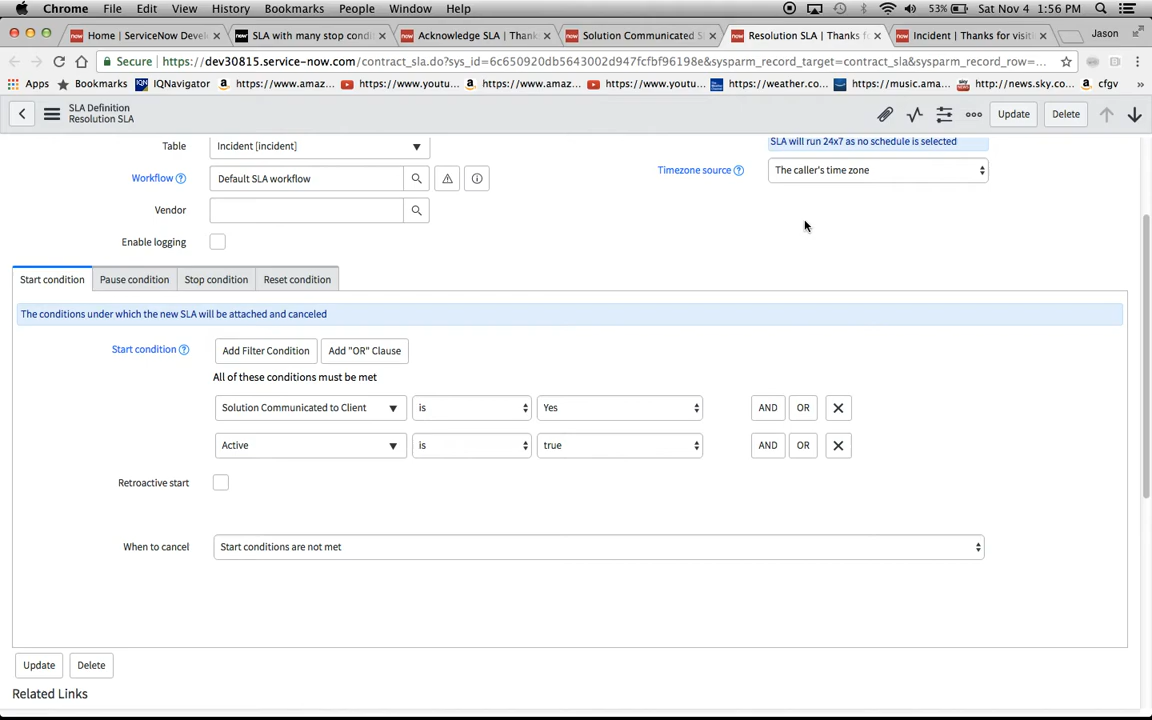 Chrome File Edit View History Bookmarks People Window Help 53% Sat Nov 4 1:56 PM
Home | ServiceNow Devel SLA with many stop condi Acknowledge SLA | Thank Solution Communicated S Resolution SLA | Thanks f Incident | Thanks for visiti Jason
Secure https://dev30815.service-now.com/contract_sla.do?sys_id=6c650920db5643002d947fcfbf96198e&sysparm_record_target=contract_sla&sysparm_record_row=...
Apps Bookmarks IQNavigator https://www.amaz... https://www.youtu... https://www.amaz... https://www.youtu... https://weather.co... https://music.ama... http://news.sky.co... cfgv »
SLA Definition
Resolution SLA
Update Delete
Table Incident [incident] SLA will run 24x7 as no schedule is selected
Workflow Default SLA workflow Timezone source The caller's time zone
Vendor
Enable logging
Start condition Pause condition Stop condition Reset condition
The conditions under which the new SLA will be attached and canceled
Start condition Add Filter Condition Add "OR" Clause
All of these conditions must be met
Solution Communicated to Client is Yes AND OR
Active is true AND OR
Retroactive start
When to cancel Start conditions are not met
Update Delete
Related Links